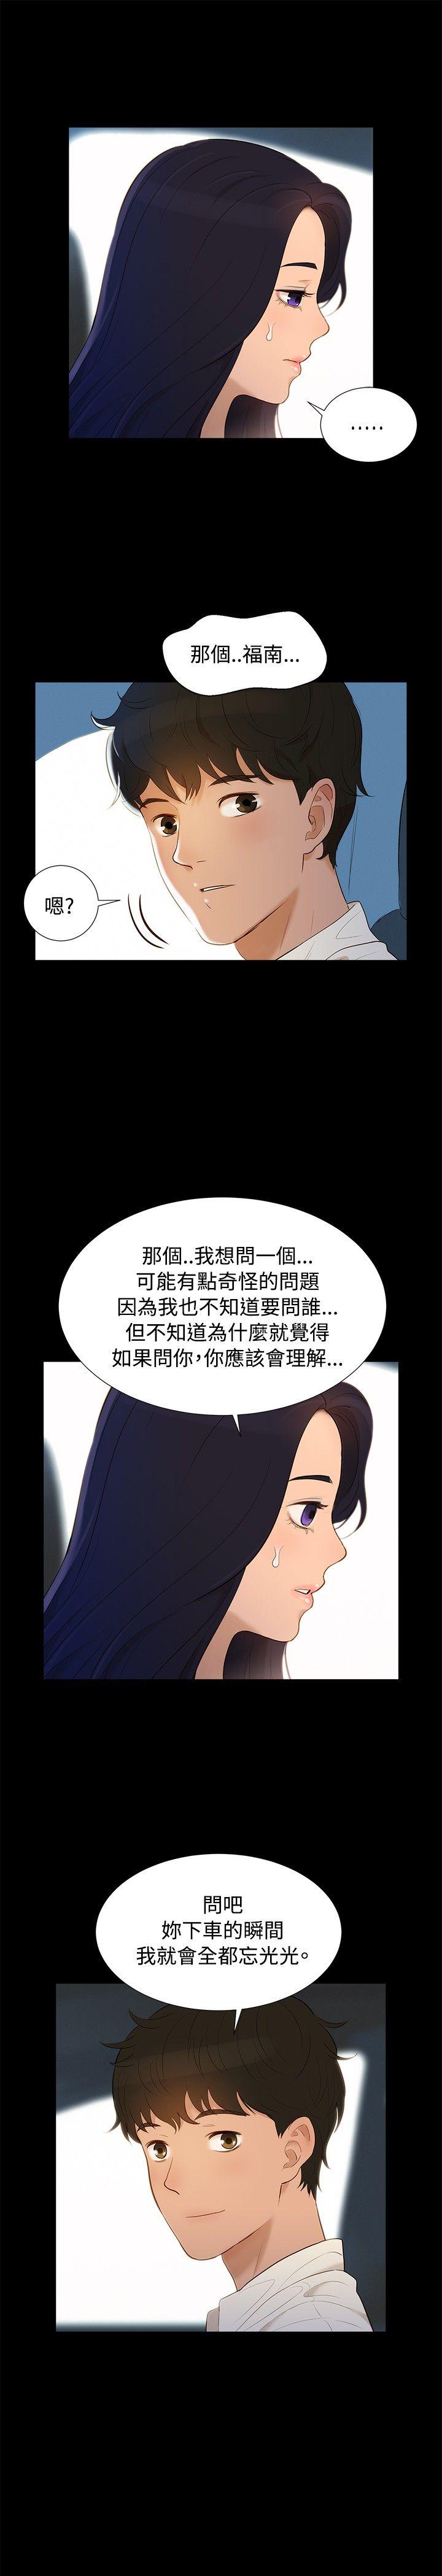 .....
那個..福南...
嗯?
那個..我想問一個...
可能有點奇怪的問題
因為我也不知道要問誰...
但不知道為什麼就覺得
如果問你,你應該會理解...
問吧
妳下車的瞬間
我就會全都忘光光。